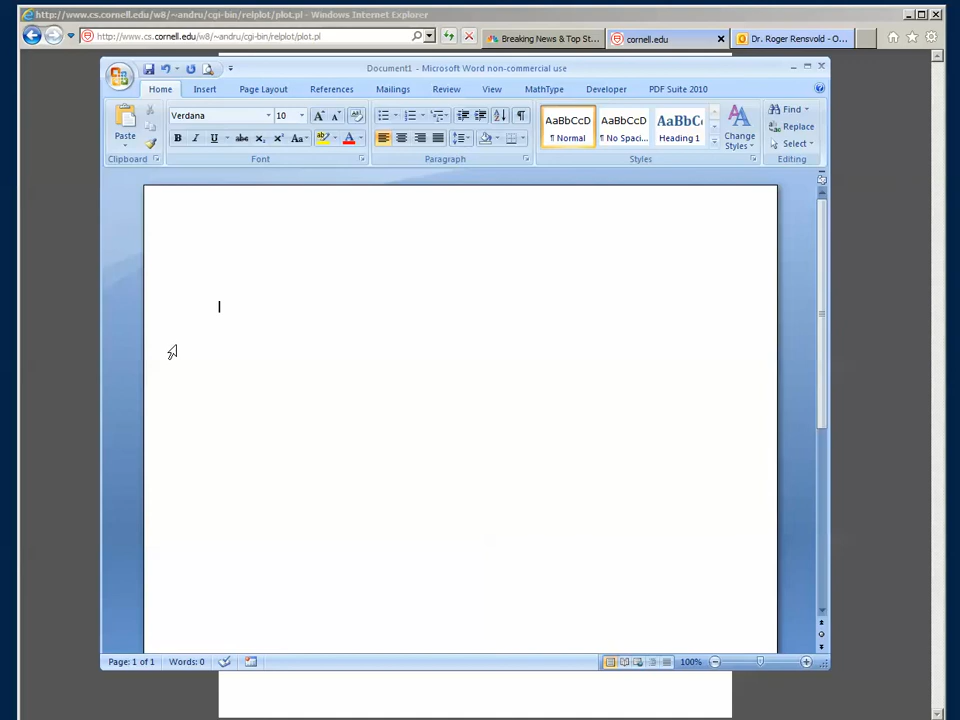 http://www.cs.cornell.edu/w8/~andru/cgi-bin/relplot/plot.pl - Windows Internet Explorer
http://www.cs.cornell.edu/w8/~andru/cgi-bin/relplot/plot.pl
Breaking News & Top St...
cornell.edu
Dr. Roger Rensvold - O...
Document1 - Microsoft Word non-commercial use
Home Insert Page Layout References Mailings Review View MathType Developer PDF Suite 2010
Verdana 10
AaBbCcD AaBbCcD AaBbC
Paste
B I U abc x₂ x² Aa
¶ Normal ¶ No Spaci... Heading 1
Change Styles
Find
Replace
Select
Clipboard Font Paragraph Styles Editing
Page: 1 of 1 Words: 0 100%